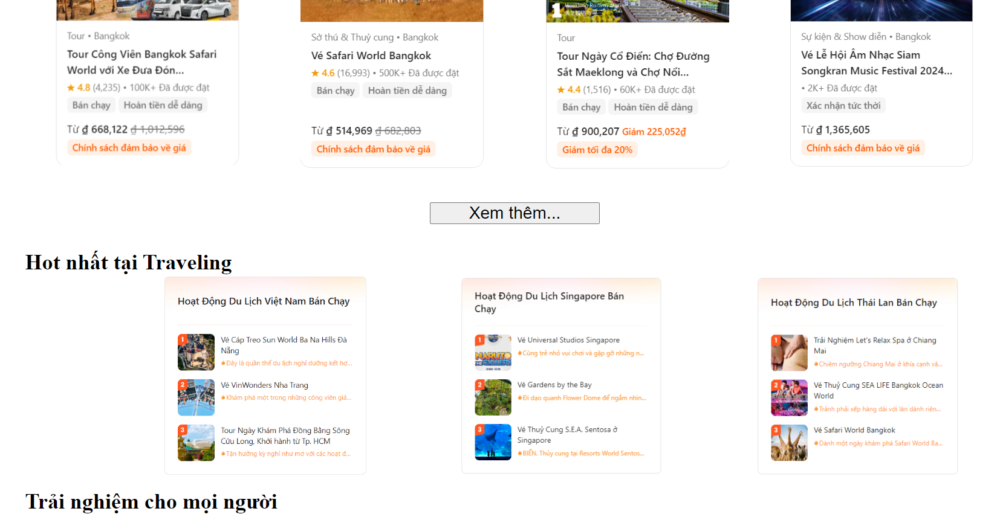 Tour • Bangkok
Tour Công Viên Bangkok Safari
World với Xe Đưa Đón...
★ 4.8 (4,235) • 100K+ Đã được đặt
Bán chạy Hoàn tiền dễ dàng
Từ ₫ 668,122 ₫ 1,012,596
Chính sách đảm bảo về giá
Sở thú & Thuỷ cung • Bangkok
Vé Safari World Bangkok
★ 4.6 (16,993) • 500K+ Đã được đặt
Bán chạy Hoàn tiền dễ dàng
Từ ₫ 514,969 ₫ 682,803
Chính sách đảm bảo về giá
1 Maeklong Railway Market
Tour
Tour Ngày Cổ Điển: Chợ Đường
Sắt Maeklong và Chợ Nổi...
★ 4.4 (1,516) • 60K+ Đã được đặt
Bán chạy Hoàn tiền dễ dàng
Từ ₫ 900,207 Giảm 225,052₫
Giảm tối đa 20%
Sự kiện & Show diễn • Bangkok
Vé Lễ Hội Âm Nhạc Siam
Songkran Music Festival 2024...
• 2K+ Đã được đặt
Xác nhận tức thời
Từ ₫ 1,365,605
Chính sách đảm bảo về giá
Xem thêm...
Hot nhất tại Traveling
Hoạt Động Du Lịch Việt Nam Bán Chạy
1
Vé Cáp Treo Sun World Ba Na Hills Đà
Nẵng
Đây là quần thể du lịch nghỉ dưỡng kết hợ...
2
Vé VinWonders Nha Trang
Khám phá một trong những công viên giả...
3
Tour Ngày Khám Phá Đồng Bằng Sông
Cửu Long, Khởi hành từ Tp. HCM
Tận hưởng kỳ nghỉ như mơ với các hoạt đ...
Hoạt Động Du Lịch Singapore Bán
Chạy
1
NARUTO
THE GALLERY
Vé Universal Studios Singapore
Cùng trẻ nhỏ vui chơi và gặp gỡ những n...
2
Vé Gardens by the Bay
Đi dạo quanh Flower Dome để ngắm nhìn...
3
Vé Thuỷ Cung S.E.A. Sentosa ở
Singapore
BIỂN. Thủy cung tại Resorts World Sentos...
Hoạt Động Du Lịch Thái Lan Bán Chạy
1
Trải Nghiệm Let's Relax Spa ở Chiang
Mai
Chiêm ngưỡng Chiang Mai ở khía cạnh vă...
2
Vé Thuỷ Cung SEA LIFE Bangkok Ocean
World
Tránh phải xếp hàng dài với làn dành riên...
3
Vé Safari World Bangkok
Dành một ngày khám phá Safari World Ba...
Trải nghiệm cho mọi người